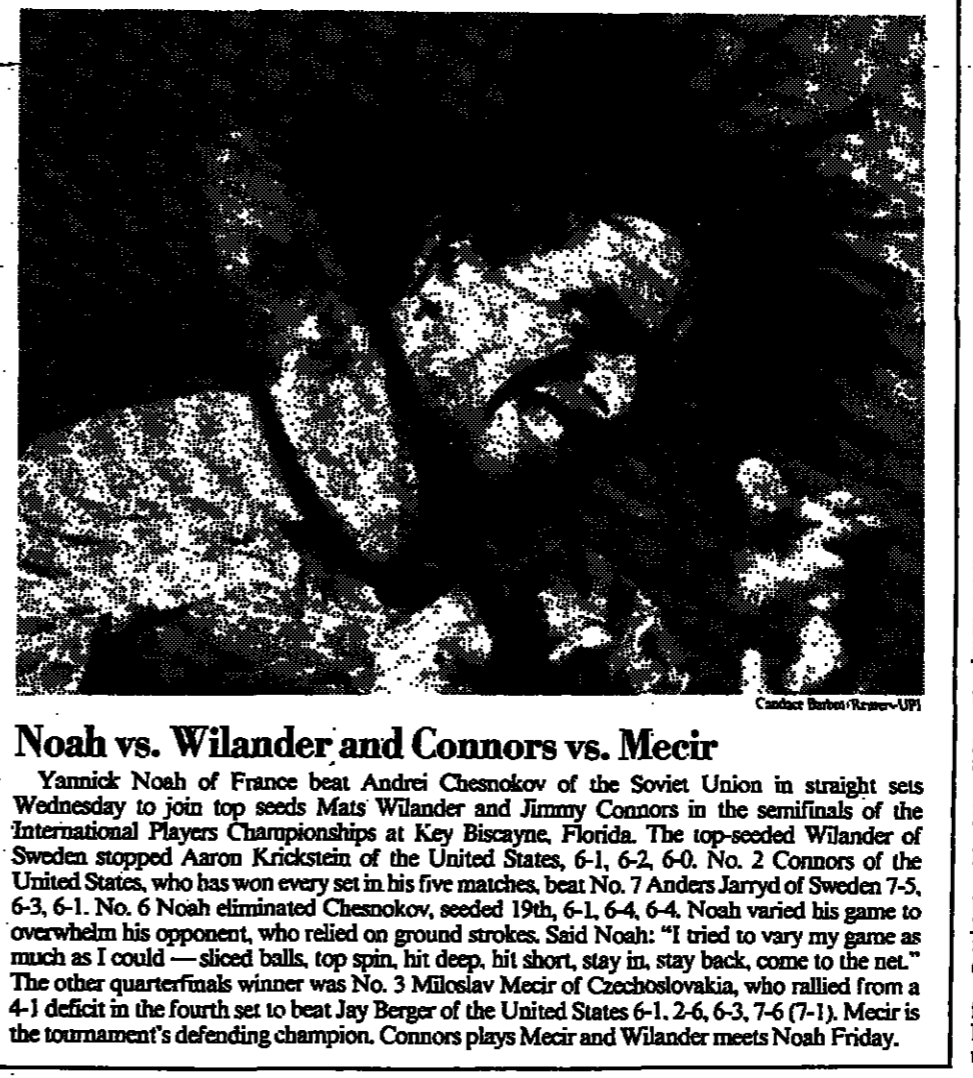 Candace Barbot/Reuters-UPI
Noah vs. Wilander and Connors vs. Mecir
Yannick Noah of France beat Andrei Chesnokov of the Soviet Union in straight sets
Wednesday to join top seeds Mats Wilander and Jimmy Connors in the semifinals of the
International Players Championships at Key Biscayne, Florida. The top-seeded Wilander of
Sweden stopped Aaron Krickstein of the United States, 6-1, 6-2, 6-0. No. 2 Connors of the
United States, who has won every set in his five matches, beat No. 7 Anders Jarryd of Sweden 7-5,
6-3, 6-1. No. 6 Noah eliminated Chesnokov, seeded 19th, 6-1, 6-4, 6-4. Noah varied his game to
overwhelm his opponent, who relied on ground strokes. Said Noah: “I tried to vary my game as
much as I could — sliced balls, top spin, hit deep, hit short, stay in, stay back, come to the net.”
The other quarterfinals winner was No. 3 Miloslav Mecir of Czechoslovakia, who rallied from a
4-1 deficit in the fourth set to beat Jay Berger of the United States 6-1, 2-6, 6-3, 7-6 (7-1). Mecir is
the tournament's defending champion. Connors plays Mecir and Wilander meets Noah Friday.